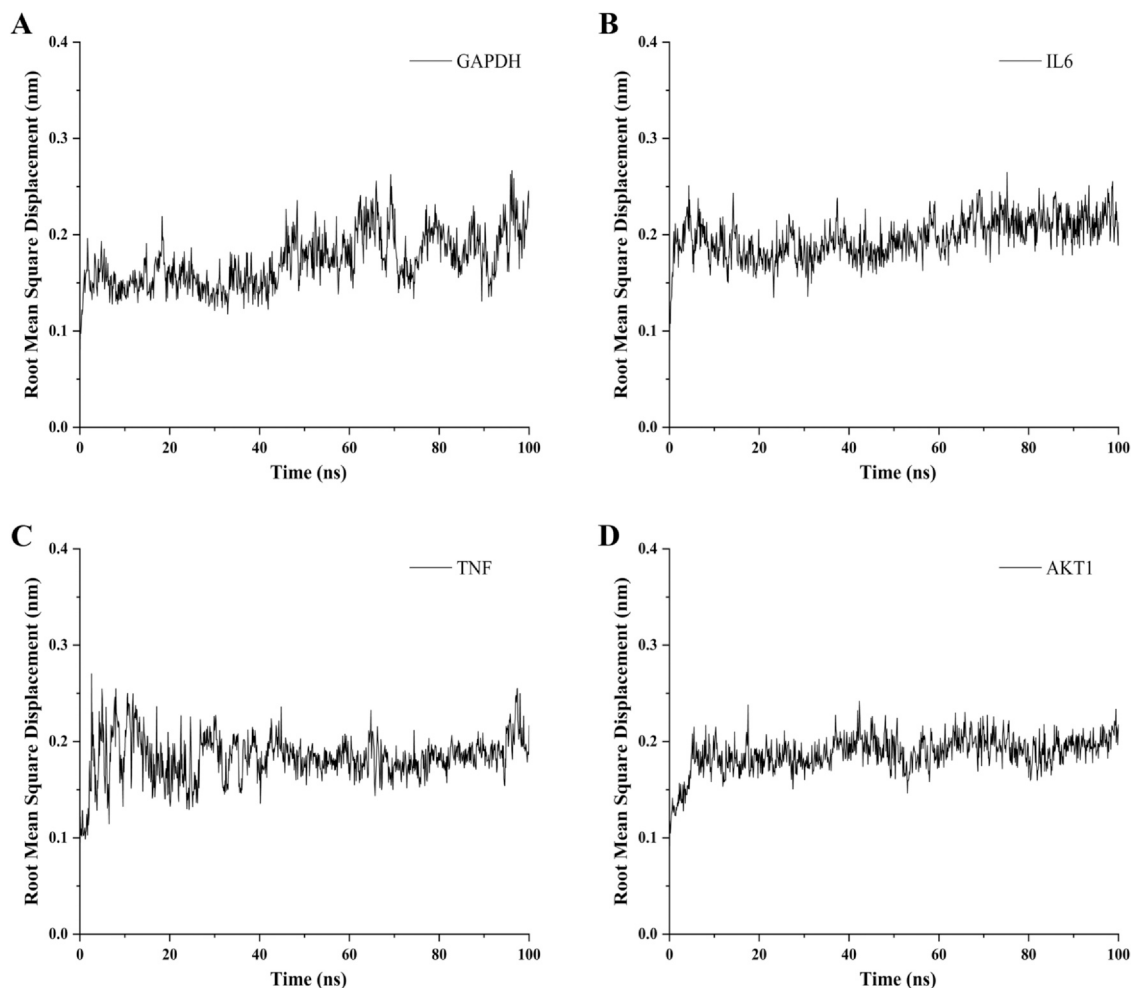 A
GAPDH
Root Mean Square Displacement (nm)
0.4
0.3
0.2
0.1
0.0
0 20 40 60 80 100
Time (ns)
B
IL6
Root Mean Square Displacement (nm)
0.4
0.3
0.2
0.1
0.0
0 20 40 60 80 100
Time (ns)
C
TNF
Root Mean Square Displacement (nm)
0.4
0.3
0.2
0.1
0.0
0 20 40 60 80 100
Time (ns)
D
AKT1
Root Mean Square Displacement (nm)
0.4
0.3
0.2
0.1
0.0
0 20 40 60 80 100
Time (ns)